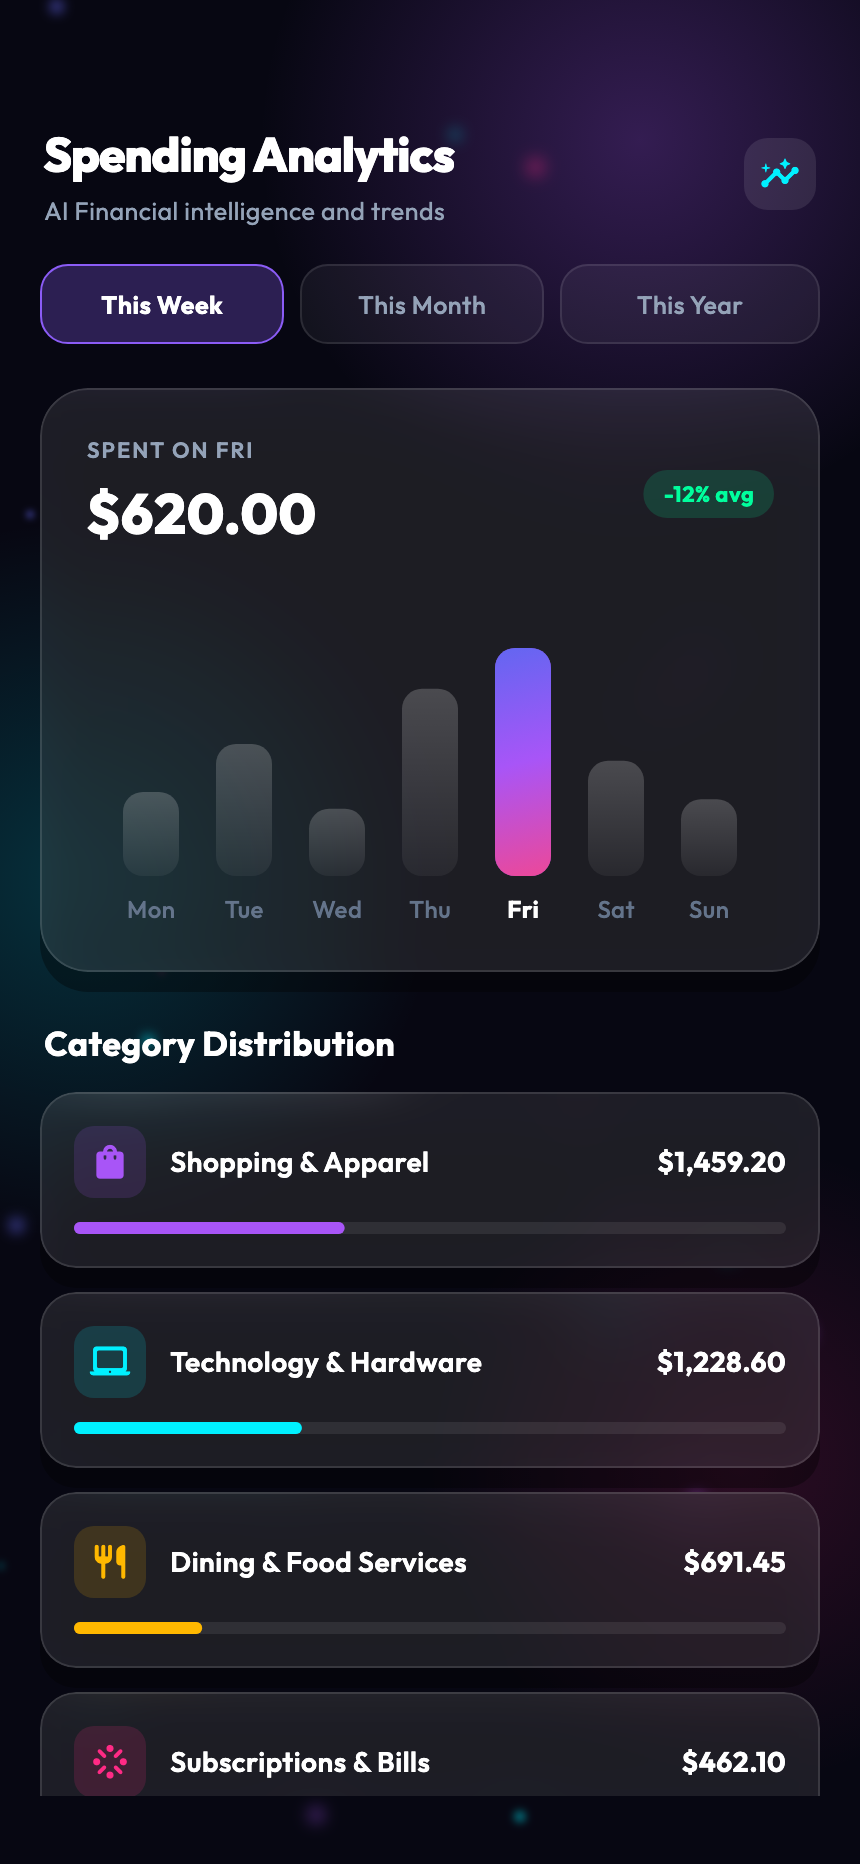 Spending Analytics
AI Financial intelligence and trends
This Week
This Month
This Year
SPENT ON FRI
$620.00
-12% avg
Mon
Tue
Wed
Thu
Fri
Sat
Sun
Category Distribution
Shopping & Apparel
$1,459.20
Technology & Hardware
$1,228.60
Dining & Food Services
$691.45
Subscriptions & Bills
$462.10